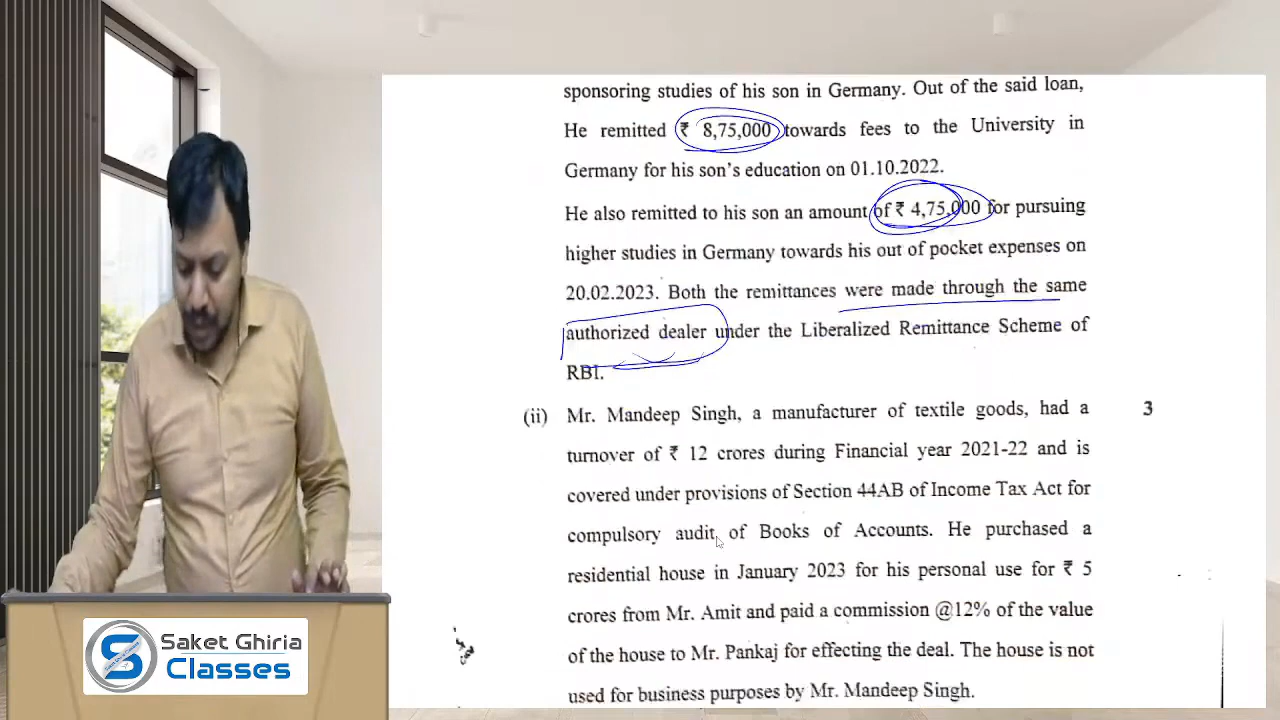 sponsoring studies of his son in Germany. Out of the said loan,
He remitted ₹ 8,75,000 towards fees to the University in
Germany for his son's education on 01.10.2022.
He also remitted to his son an amount of ₹ 4,75,000 for pursuing
higher studies in Germany towards his out of pocket expenses on
20.02.2023. Both the remittances were made through the same
authorized dealer under the Liberalized Remittance Scheme of
RBI.
(ii) Mr. Mandeep Singh, a manufacturer of textile goods, had a 3
turnover of ₹ 12 crores during Financial year 2021-22 and is
covered under provisions of Section 44AB of Income Tax Act for
compulsory audit of Books of Accounts. He purchased a
residential house in January 2023 for his personal use for ₹ 5
crores from Mr. Amit and paid a commission @12% of the value
of the house to Mr. Pankaj for effecting the deal. The house is not
used for business purposes by Mr. Mandeep Singh.
Saket Ghiria
Classes